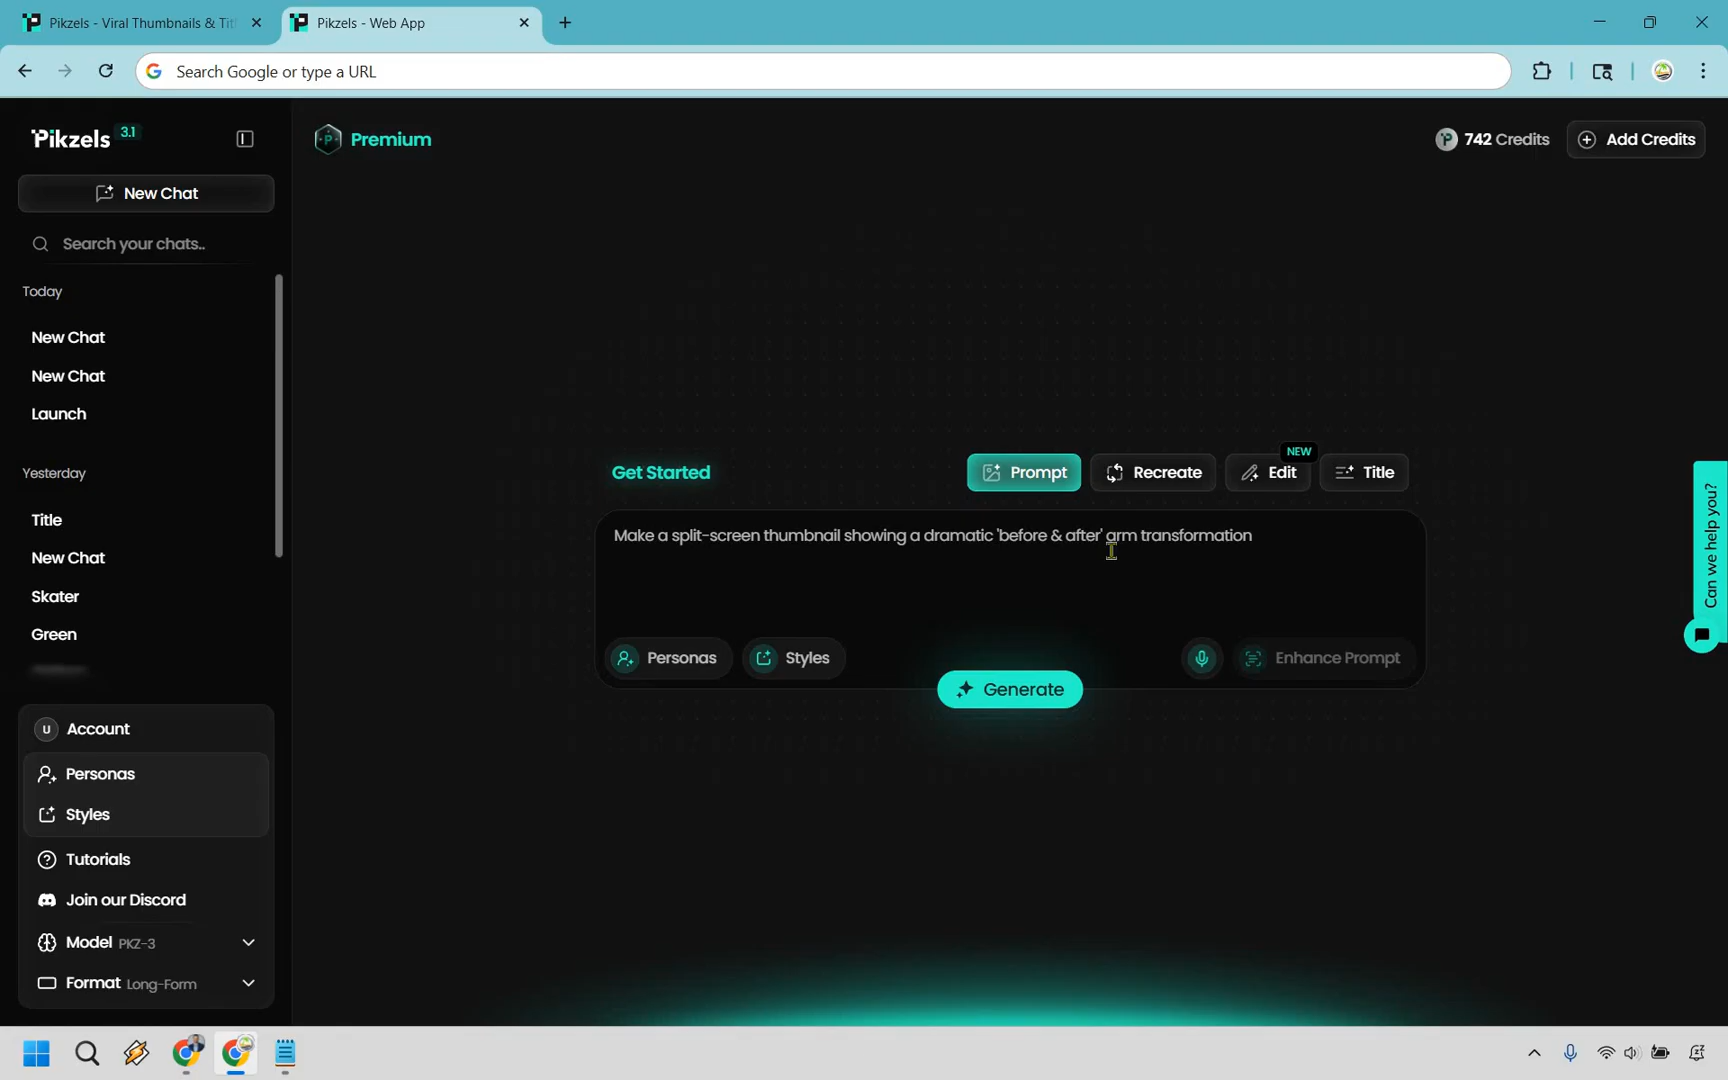 Pikzels - Viral Thumbnails & Tit
Pikzels - Web App
Search Google or type a URL
Pikzels 3.1
Premium
742 Credits
Add Credits
New Chat
Search your chats..
Today
New Chat
New Chat
Launch
Yesterday
Title
New Chat
Skater
Green
Get Started
Prompt
Recreate
NEW
Edit
Title
Make a split-screen thumbnail showing a dramatic 'before & after' arm transformation
Personas
Styles
Enhance Prompt
Generate
Can we help you?
U Account
Personas
Styles
Tutorials
Join our Discord
Model PKZ-3
Format Long-Form